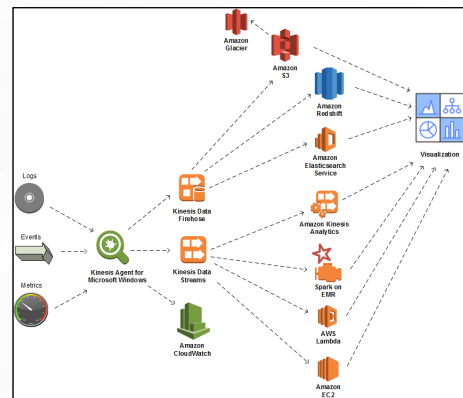 Amazon
Glacier
Amazon
S3
Amazon
Redshift
Visualization
Amazon
Elasticsearch
Service
Logs
Kinesis Data
Firehose
Events
Amazon Kinesis
Analytics
Kinesis Agent for
Microsoft Windows
Kinesis Data
Streams
Metrics
Spark on
EMR
Amazon
CloudWatch
AWS
Lambda
Amazon
EC2